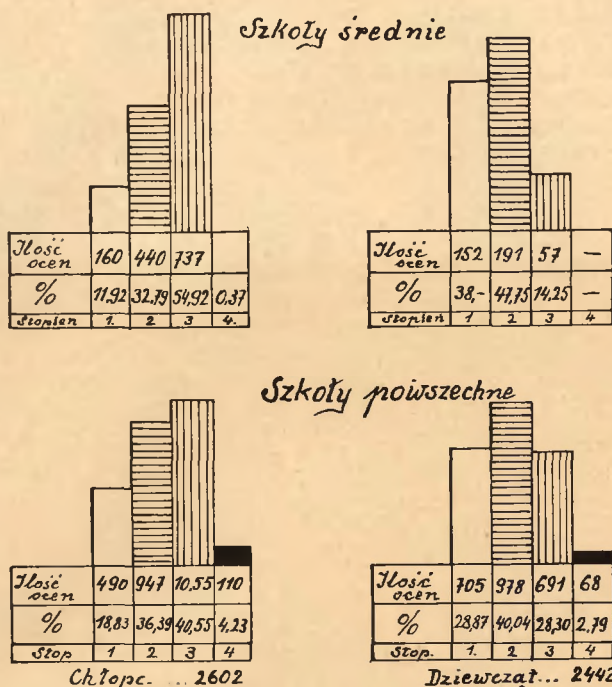 Szkoły średnie
Ilość ocen 160 440 737
% 11,92 32,79 54,92 0,37
Stopień 1. 2 3 4.
Ilość ocen 152 191 57 —
% 38,- 47,75 14,25 —
Stopień 1 2 3 4
Szkoły powszechne
Ilość ocen 490 947 10,55 110
% 18,83 36,39 40,55 4,23
Stop 1 2 3 4
Chłopc. ... 2602
Ilość ocen 705 978 691 68
% 28,87 40,04 28,30 2,79
Stop. 1. 2 3 4
Dziewcząt... 2442